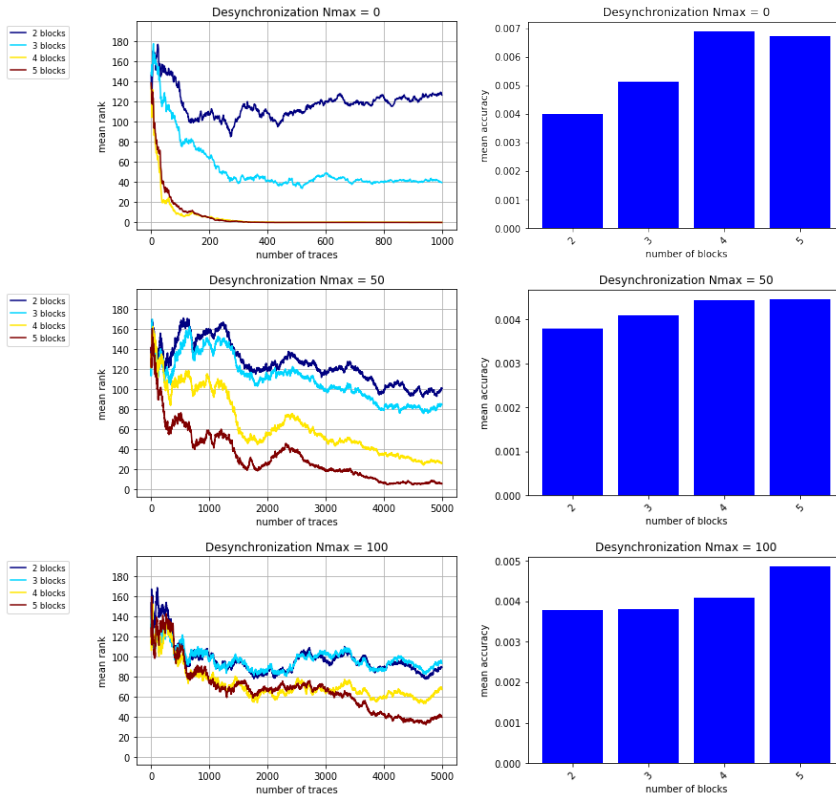 Desynchronization Nmax = 0
2 blocks
3 blocks
4 blocks
5 blocks
mean rank
180
160
140
120
100
80
60
40
20
0
0 200 400 600 800 1000
number of traces
Desynchronization Nmax = 0
mean accuracy
0.007
0.006
0.005
0.004
0.003
0.002
0.001
0.000
2 3 4 5
number of blocks
Desynchronization Nmax = 50
2 blocks
3 blocks
4 blocks
5 blocks
mean rank
180
160
140
120
100
80
60
40
20
0
0 1000 2000 3000 4000 5000
number of traces
Desynchronization Nmax = 50
mean accuracy
0.004
0.003
0.002
0.001
0.000
2 3 4 5
number of blocks
Desynchronization Nmax = 100
2 blocks
3 blocks
4 blocks
5 blocks
mean rank
180
160
140
120
100
80
60
40
20
0
0 1000 2000 3000 4000 5000
number of traces
Desynchronization Nmax = 100
mean accuracy
0.005
0.004
0.003
0.002
0.001
0.000
2 3 4 5
number of blocks